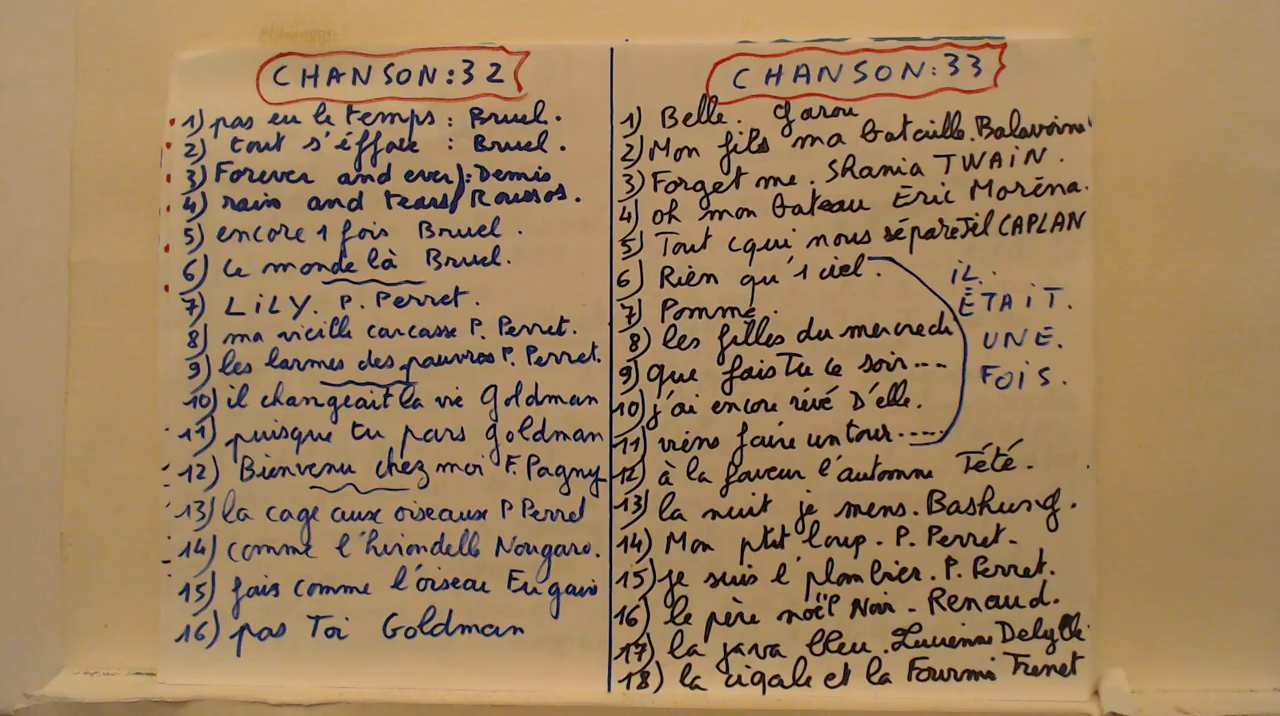 CHANSON:32
1) pas eu le temps : Bruel.
2) tout s'éfface : Bruel.
3) Forever and ever) : Demis
4) rain and tears) Roussos.
5) encore 1 fois Bruel.
6) ce monde là Bruel.
7) LiLY. P. Perret.
8) ma vieille carcasse P. Perret.
9) les larmes des pauvres P. Perret.
10) il changeait la vie Goldman
11) puisque tu pars goldman
12) Bienvenu chez moi F. Pagny
13) la cage aux oiseaux P Perret
14) comme l'hirondelle Nougaro.
15) fais comme l'oiseau Fugain
16) pas Toi Goldman
CHANSON:33
1) Belle. Garou
2) Mon fils ma bataille. Balavoine
3) Forget me. Shania TWAiN.
4) oh mon bateau Éric Moréna.
5) Tout cqui nous sépare Jil CAPLAN
6) Rien qu'1 ciel.
7) Pomme.
8) les filles du mercredi
9) que fais Tu ce soir....
10) j'ai encore rêvé D'elle.
11) viens faire un tour.....
iL.
ÉTAiT.
UNE.
FOiS.
12) à la faveur l'automne Tété.
13) la nuit je mens. Bashung.
14) Mon ptit loup. P. Perret.
15) je suis l'plombier. P. Perret.
16) le père noël Noir - Renaud.
17) la java bleu. Lucienne Delylle
18) la cigale et la Fourmi Trenet